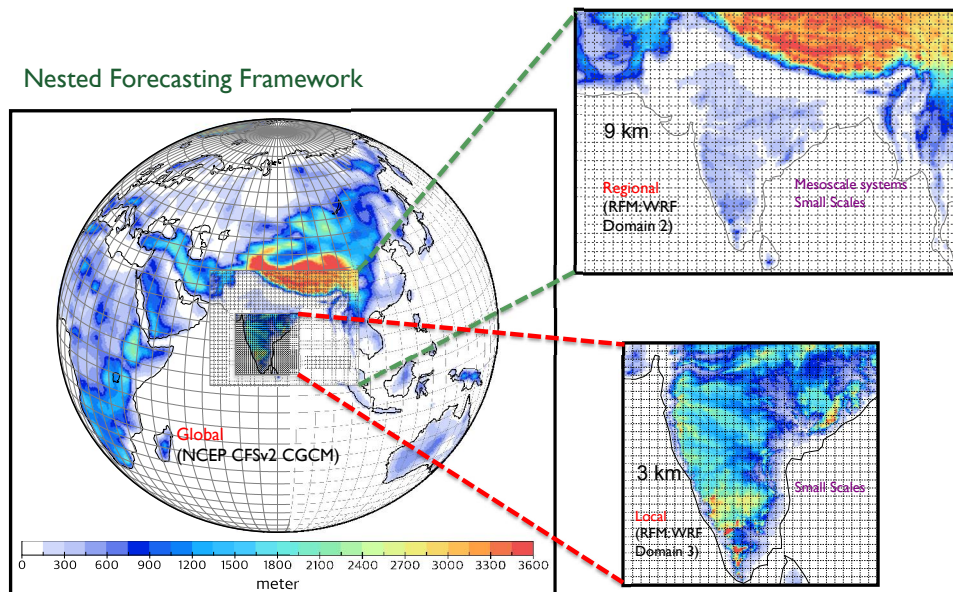 Nested Forecasting Framework
Global
(NCEP CFSv2 CGCM)
0 300 600 900 1200 1500 1800 2100 2400 2700 3000 3300 3600
meter
9 km
Regional
(RFM:WRF
Domain 2)
Mesoscale systems
Small Scales
3 km
Small Scales
Local
(RFM:WRF
Domain 3)